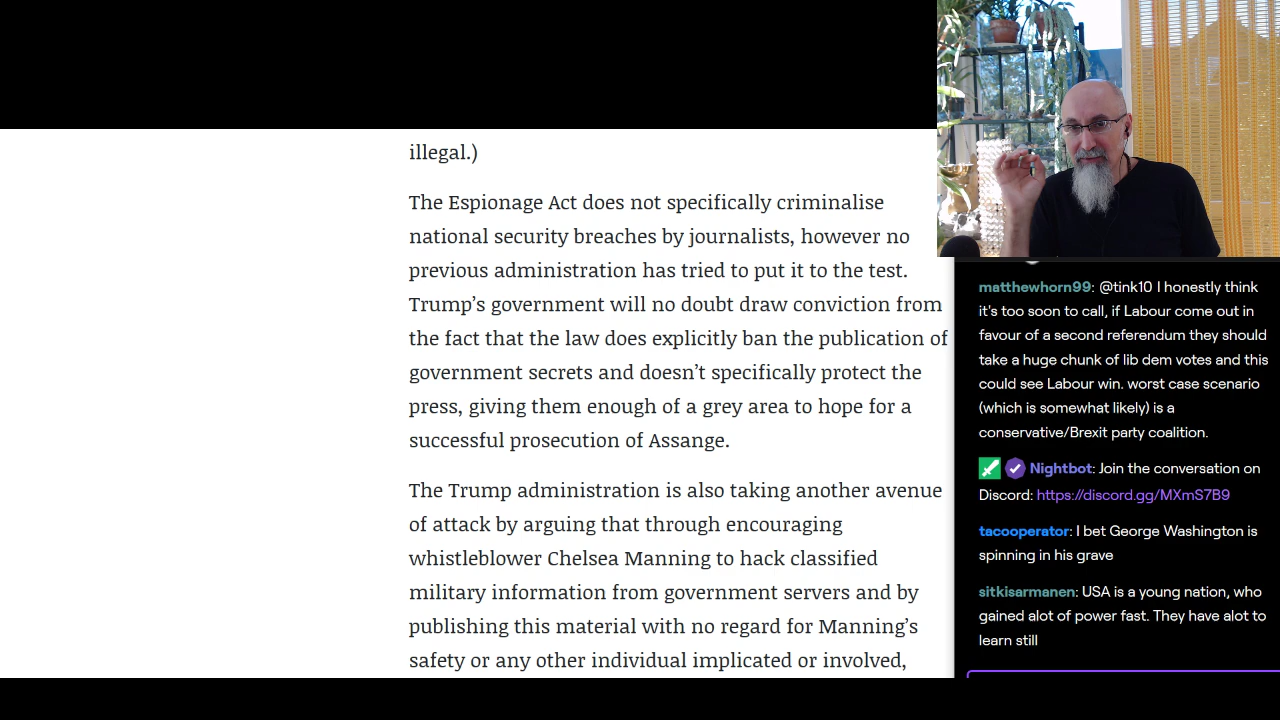 illegal.)
The Espionage Act does not specifically criminalise
national security breaches by journalists, however no
previous administration has tried to put it to the test.
Trump’s government will no doubt draw conviction from
the fact that the law does explicitly ban the publication of
government secrets and doesn’t specifically protect the
press, giving them enough of a grey area to hope for a
successful prosecution of Assange.
The Trump administration is also taking another avenue
of attack by arguing that through encouraging
whistleblower Chelsea Manning to hack classified
military information from government servers and by
publishing this material with no regard for Manning’s
safety or any other individual implicated or involved,
matthewhorn99: @tink10 I honestly think
it's too soon to call, if Labour come out in
favour of a second referendum they should
take a huge chunk of lib dem votes and this
could see Labour win. worst case scenario
(which is somewhat likely) is a
conservative/Brexit party coalition.
Nightbot: Join the conversation on
Discord: https://discord.gg/MXmS7B9
tacooperator: I bet George Washington is
spinning in his grave
sitkisarmanen: USA is a young nation, who
gained alot of power fast. They have alot to
learn still